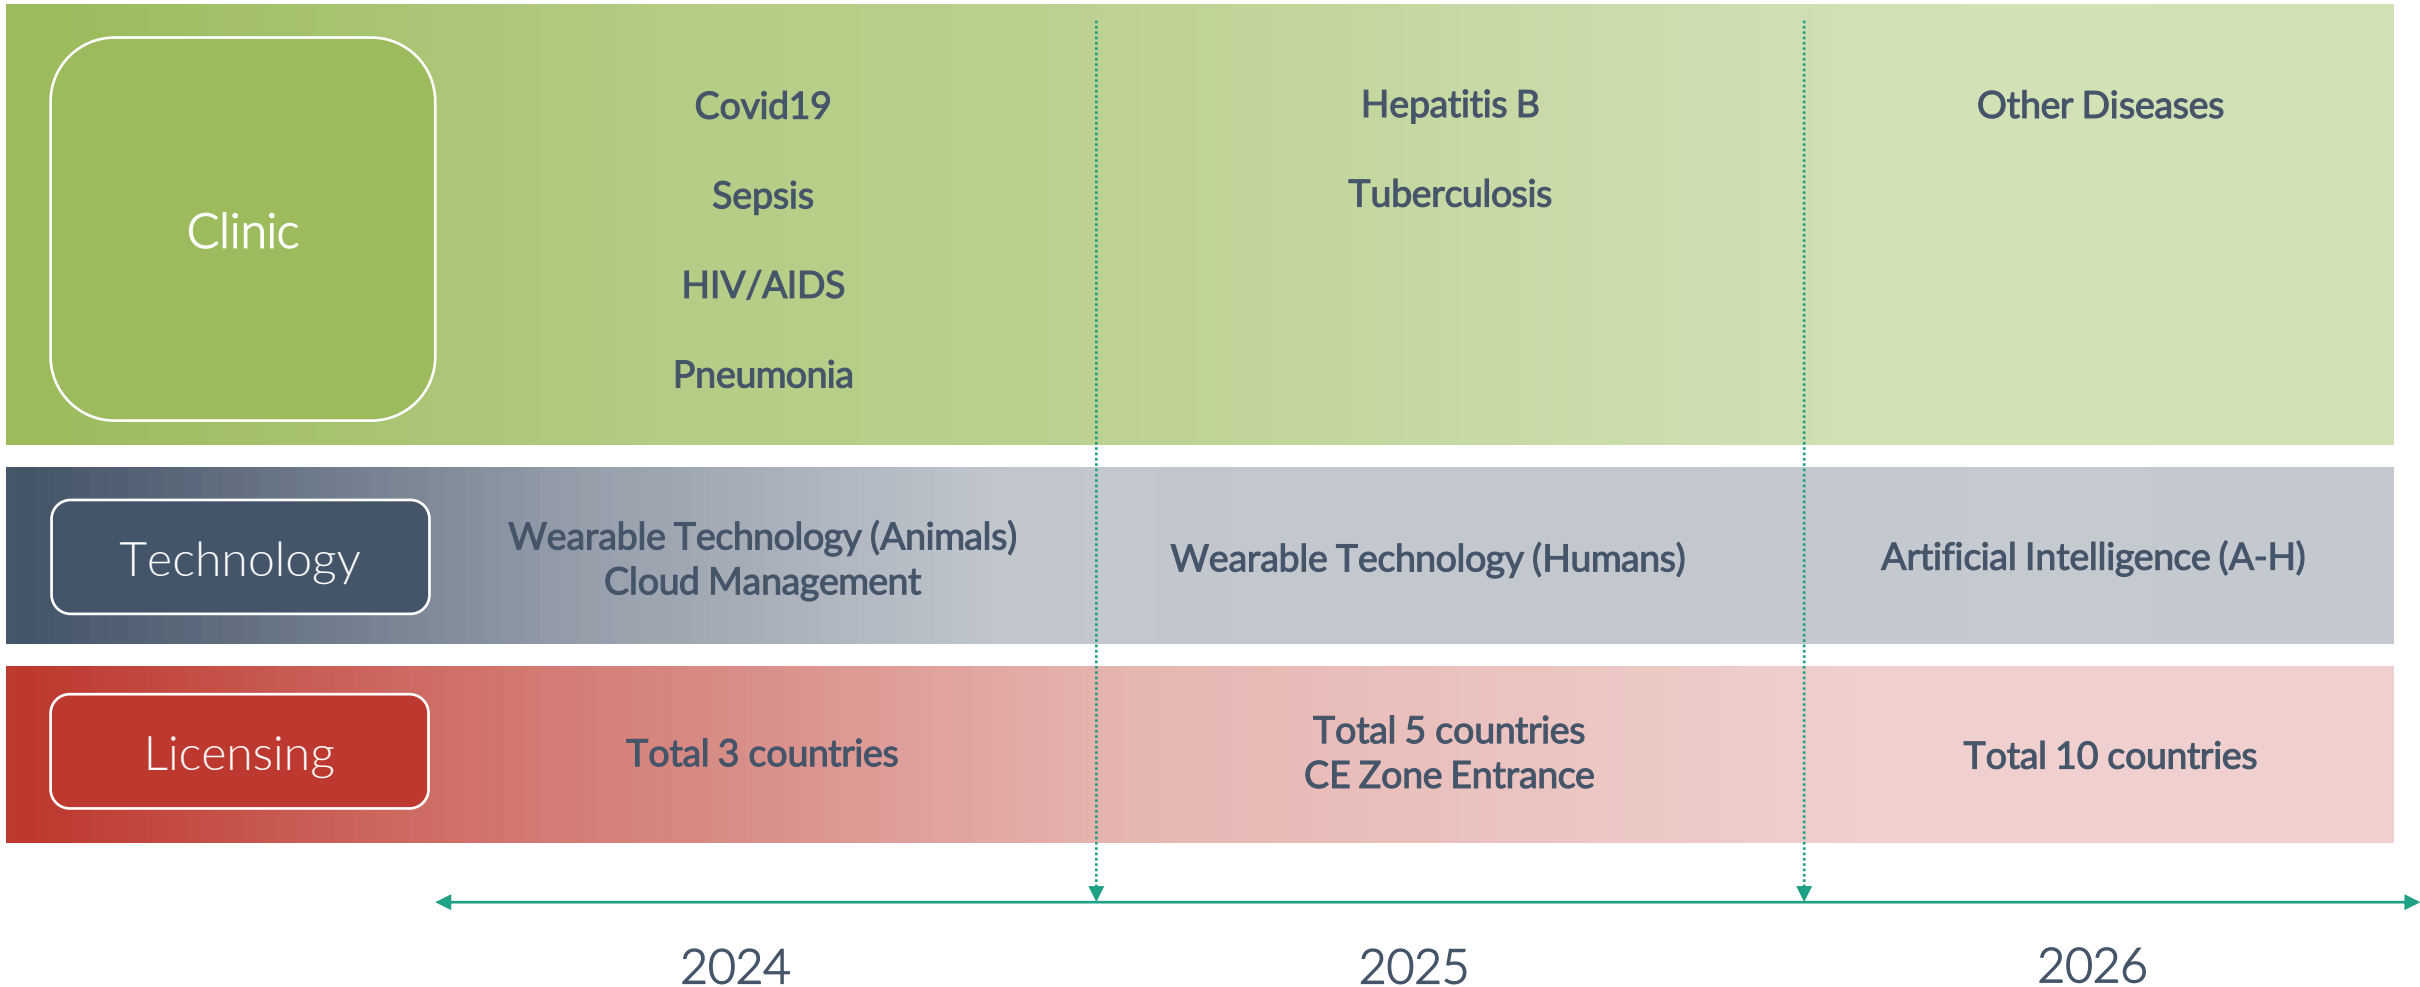 Clinic
Covid19
Sepsis
HIV/AIDS
Pneumonia
Hepatitis B
Tuberculosis
Other Diseases
Technology
Wearable Technology (Animals)
Cloud Management
Wearable Technology (Humans)
Artificial Intelligence (A-H)
Licensing
Total 3 countries
Total 5 countries
CE Zone Entrance
Total 10 countries
2024
2025
2026